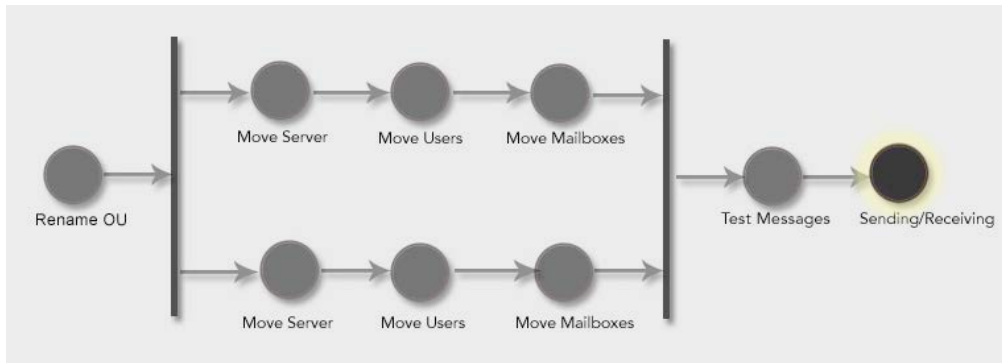 Rename OU
Move Server
Move Users
Move Mailboxes
Move Server
Move Users
Move Mailboxes
Test Messages
Sending/Receiving